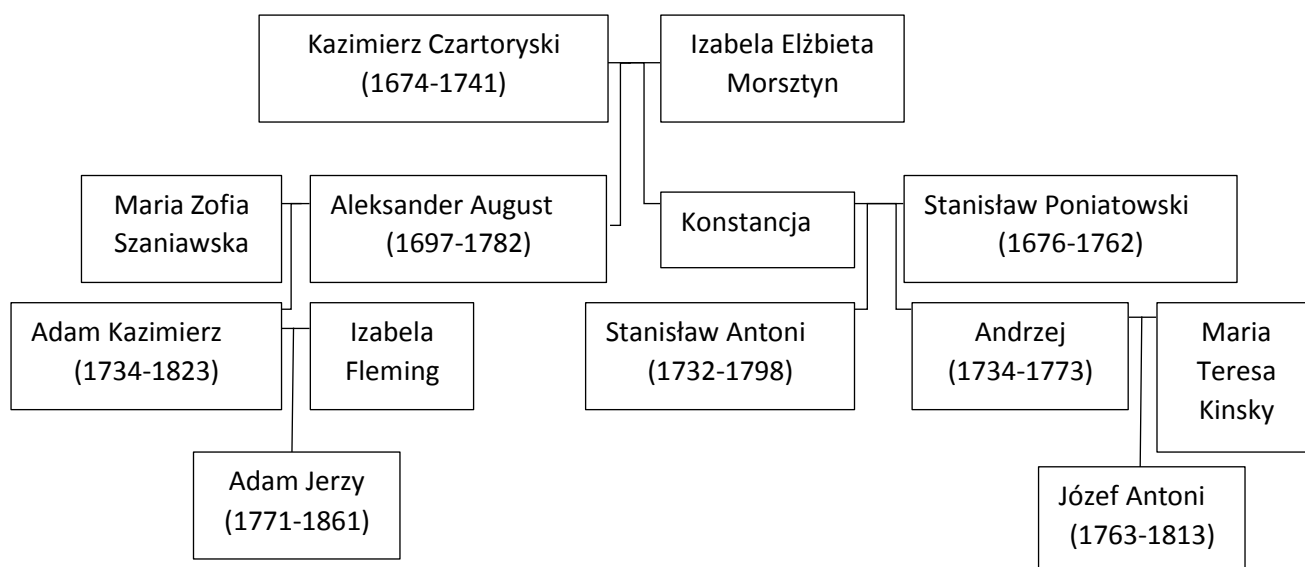 Kazimierz Czartoryski
(1674-1741)
Izabela Elżbieta
Morsztyn
Maria Zofia
Szaniawska
Aleksander August
(1697-1782)
Konstancja
Stanisław Poniatowski
(1676-1762)
Adam Kazimierz
(1734-1823)
Izabela
Fleming
Stanisław Antoni
(1732-1798)
Andrzej
(1734-1773)
Maria
Teresa
Kinsky
Adam Jerzy
(1771-1861)
Józef Antoni
(1763-1813)